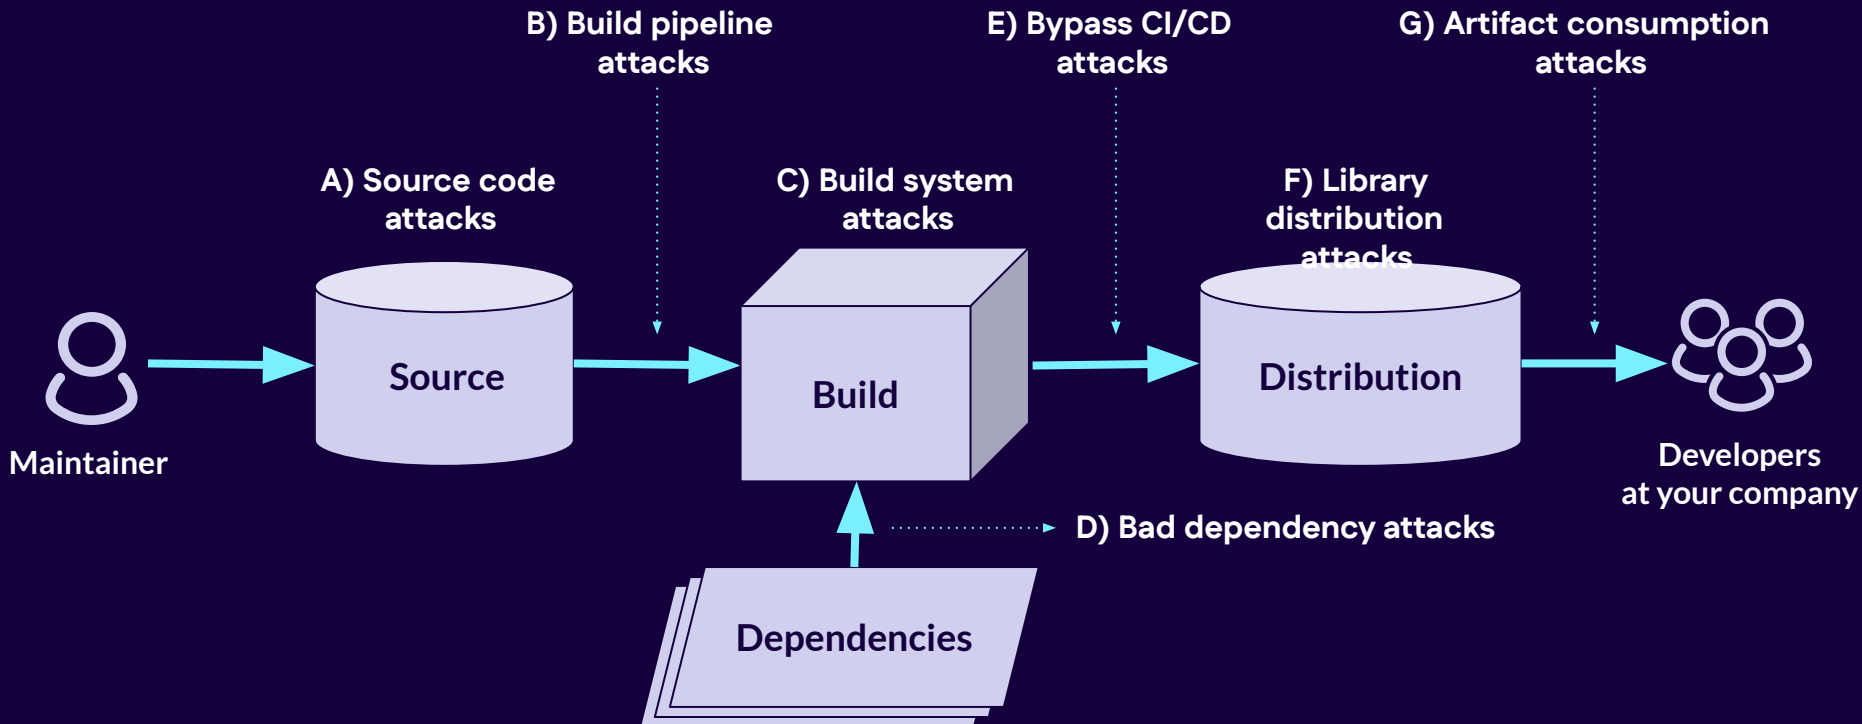 B) Build pipeline
attacks
E) Bypass CI/CD
attacks
G) Artifact consumption
attacks
A) Source code
attacks
C) Build system
attacks
F) Library
distribution
attacks
Maintainer
Source
Build
Distribution
Developers
at your company
D) Bad dependency attacks
Dependencies